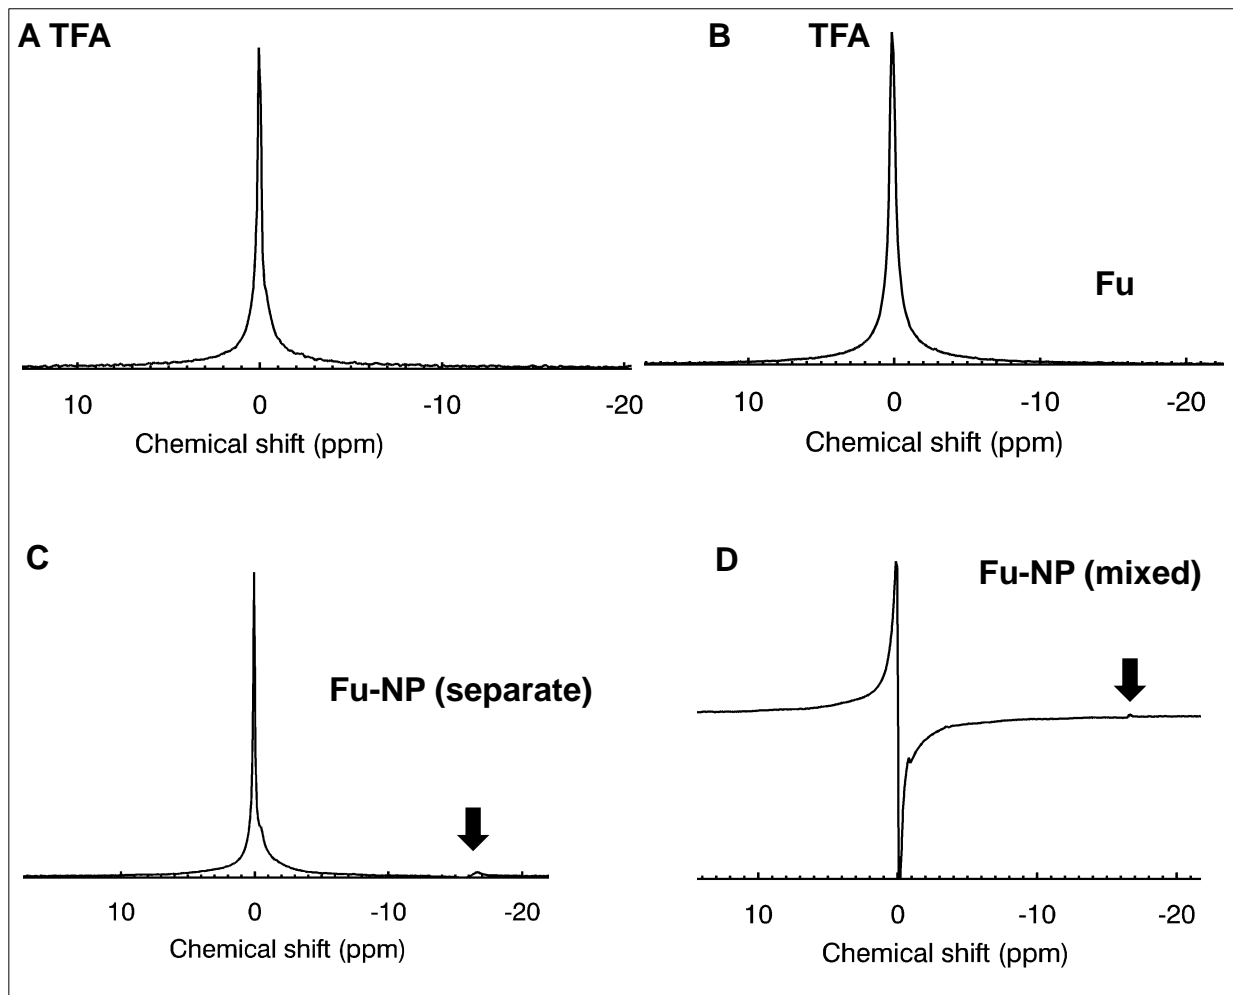 A TFA
B TFA
Fu
10 0 -10 -20
Chemical shift (ppm)
10 0 -10 -20
Chemical shift (ppm)
C
Fu-NP (separate)
D
Fu-NP (mixed)
10 0 -10 -20
Chemical shift (ppm)
10 0 -10 -20
Chemical shift (ppm)